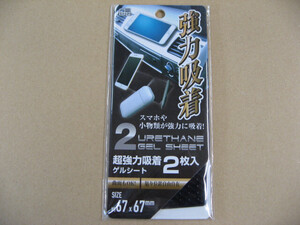 強力吸着
スマホや
小物類が強力に吸着!
2 URETHANE
GEL SHEET
超強力吸着 2枚入
ゲルシート
SIZE
67×67mm